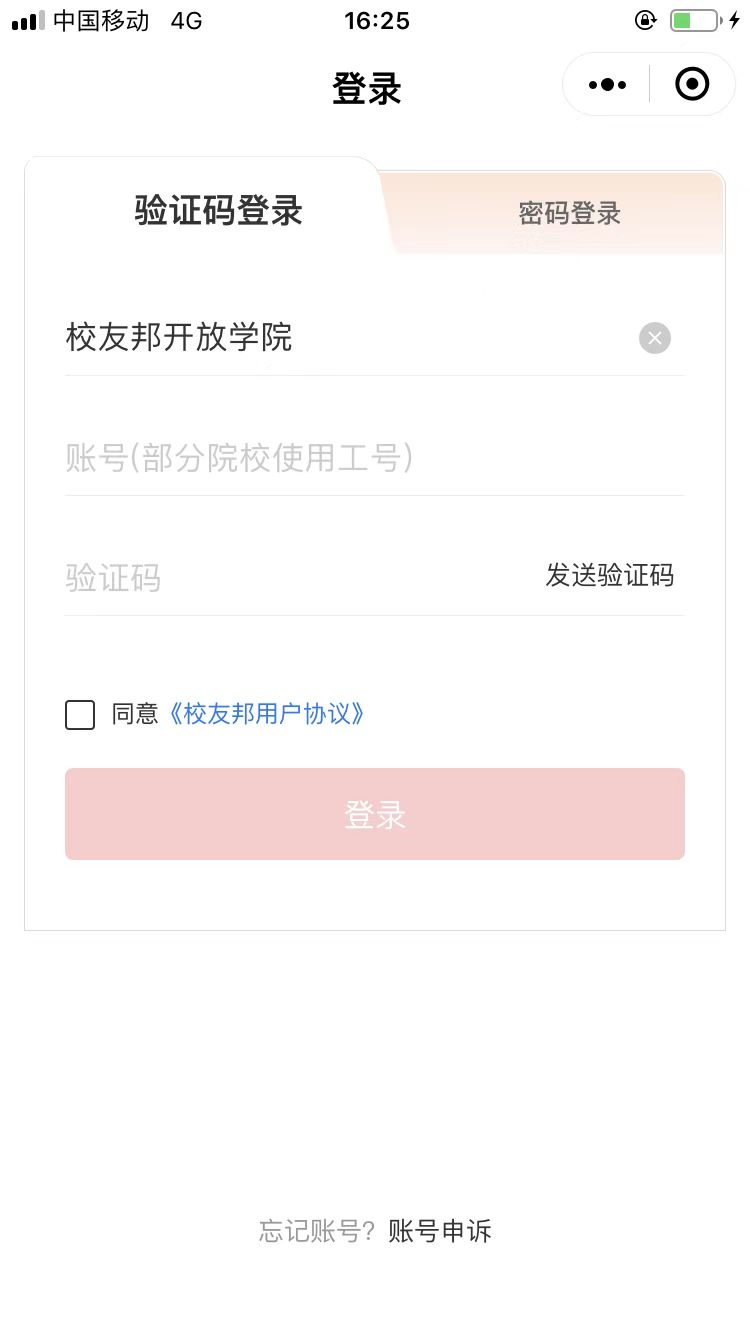 中国移动 4G 16:25
登录
验证码登录 密码登录
校友邦开放学院
账号(部分院校使用工号)
验证码 发送验证码
同意《校友邦用户协议》
登录
忘记账号? 账号申诉